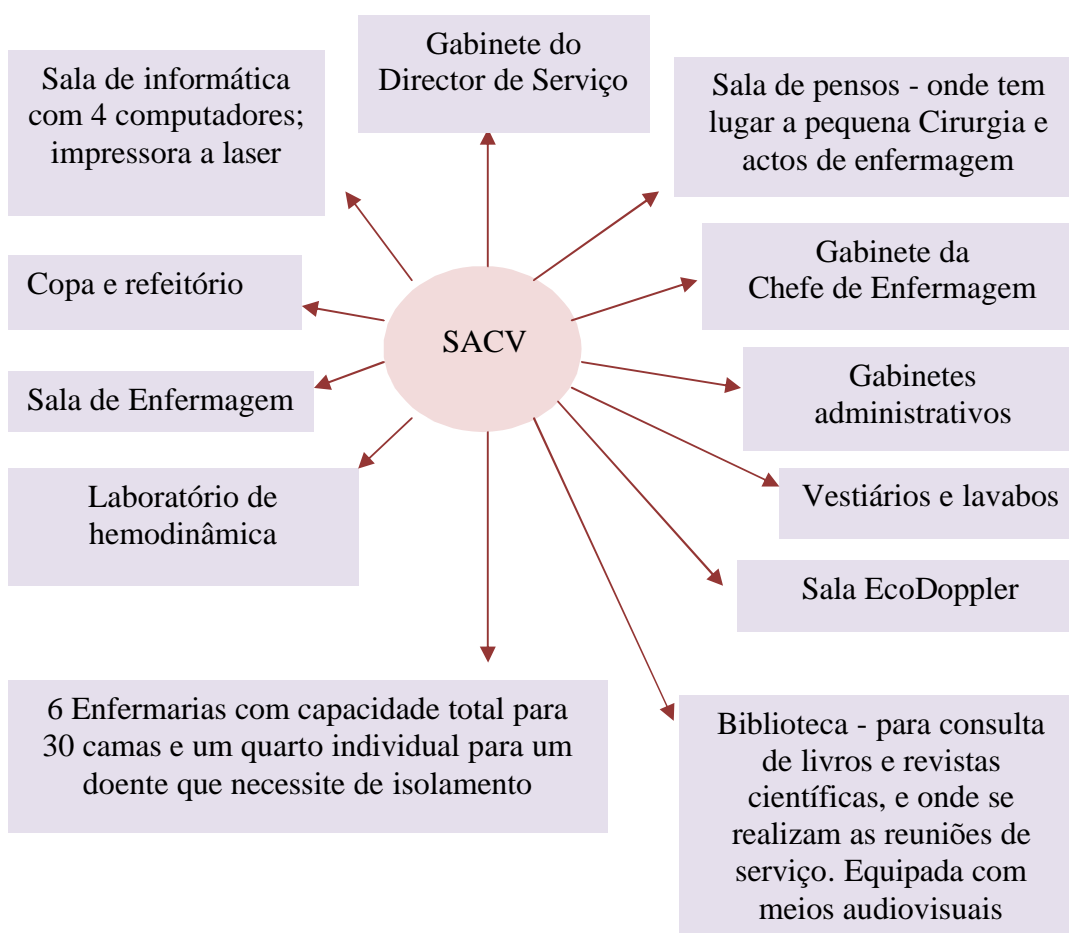 Gabinete do
Director de Serviço
Sala de informática
com 4 computadores;
impressora a laser
Sala de pensos - onde tem
lugar a pequena Cirurgia e
actos de enfermagem
Copa e refeitório
Gabinete da
Chefe de Enfermagem
SACV
Sala de Enfermagem
Gabinetes
administrativos
Laboratório de
hemodinâmica
Vestiários e lavabos
Sala EcoDoppler
6 Enfermarias com capacidade total para
30 camas e um quarto individual para um
doente que necessite de isolamento
Biblioteca - para consulta
de livros e revistas
científicas, e onde se
realizam as reuniões de
serviço. Equipada com
meios audiovisuais